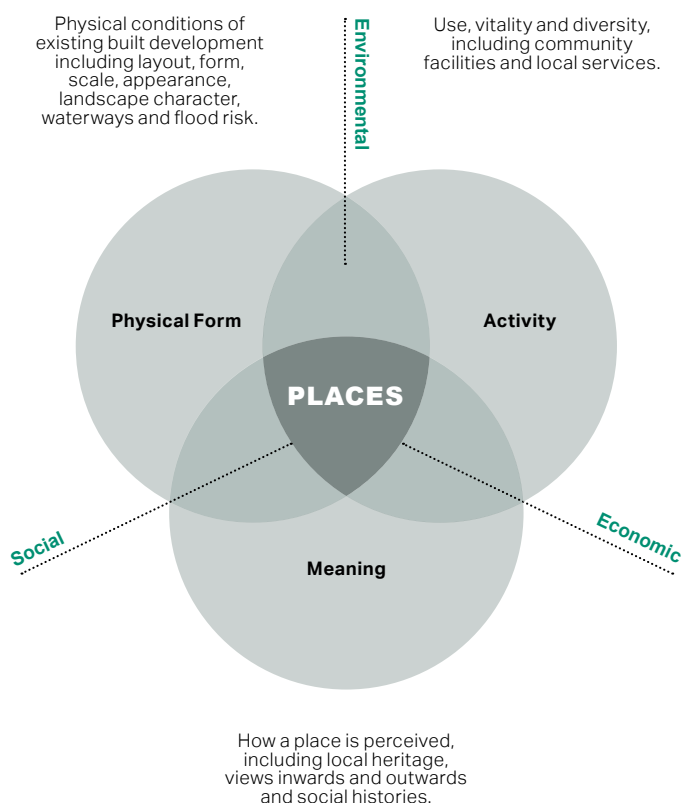 Physical conditions of
existing built development
including layout, form,
scale, appearance,
landscape character,
waterways and flood risk.
Environmental
Use, vitality and diversity,
including community
facilities and local services.
Physical Form
Activity
PLACES
Social
Economic
Meaning
How a place is perceived,
including local heritage,
views inwards and outwards
and social histories.